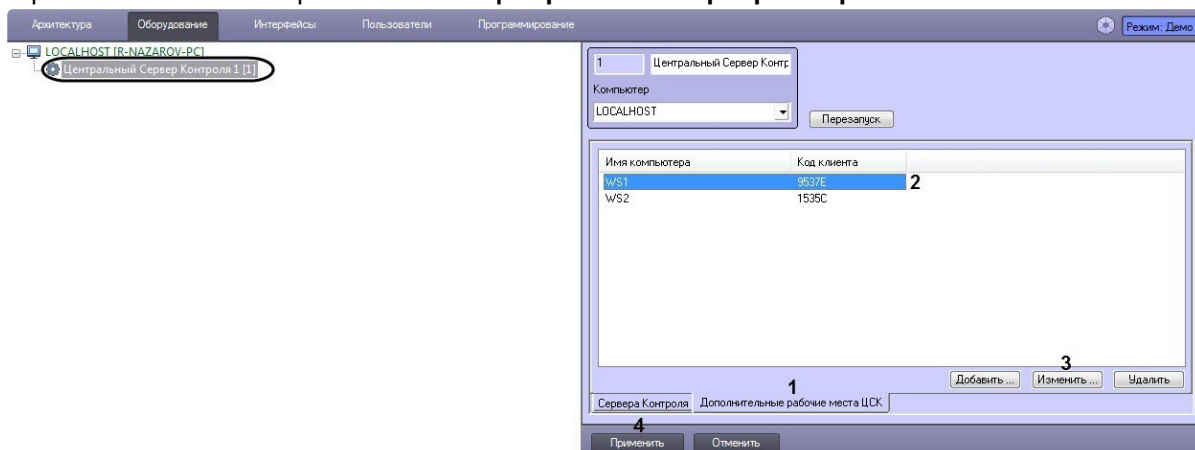 Архитектура Оборудование Интерфейсы Пользователи Программирование Режим: Демо
LOCALHOST [R-NAZAROV-PC]
Центральный Сервер Контроля 1 [1]
1 Центральный Сервер Контр
Компьютер
LOCALHOST
Перезапуск
Имя компьютера Код клиента
WS1 9537E 2
WS2 1535C
3
Добавить ... Изменить ... Удалить
1
Сервера Контроля Дополнительные рабочие места ЦСК
4
Применить Отменить